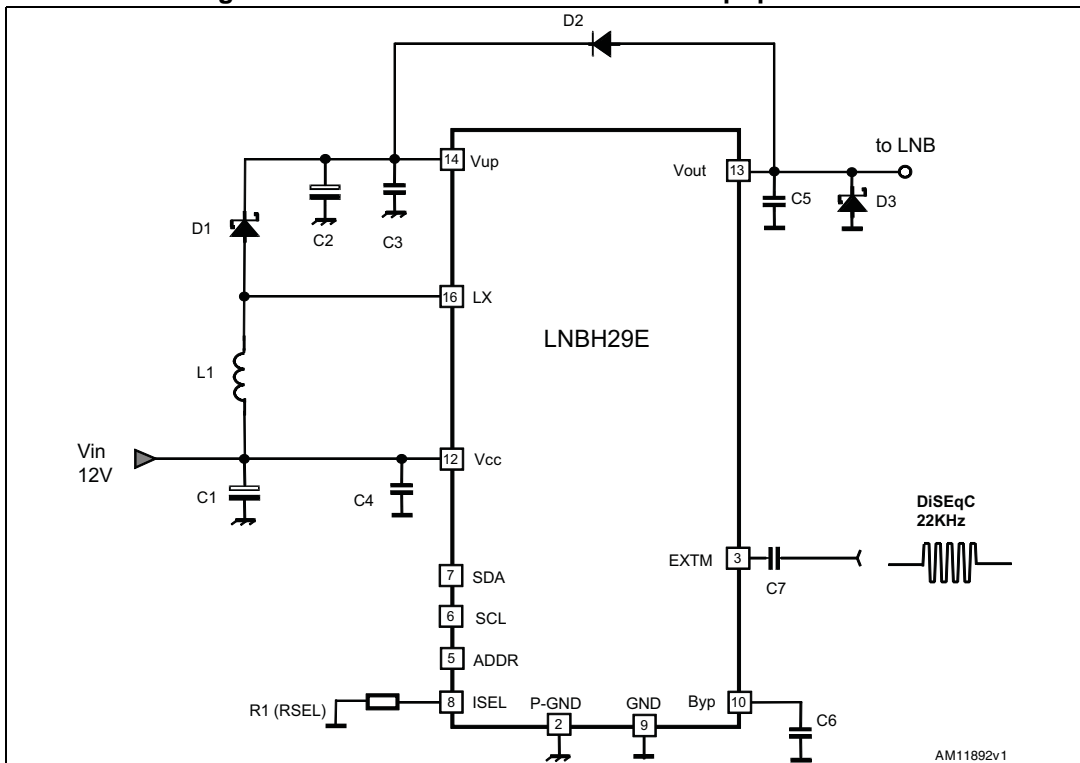 D2
to LNB
14 Vup
Vout 13
C5
D3
D1
C2
C3
16 LX
LNBH29E
L1
Vin
12V
12 Vcc
C1
C4
DiSEqC
22KHz
EXTM 3
C7
7 SDA
6 SCL
5 ADDR
R1 (RSEL)
8 ISEL
P-GND
2
GND
9
Byp 10
C6
AM11892v1